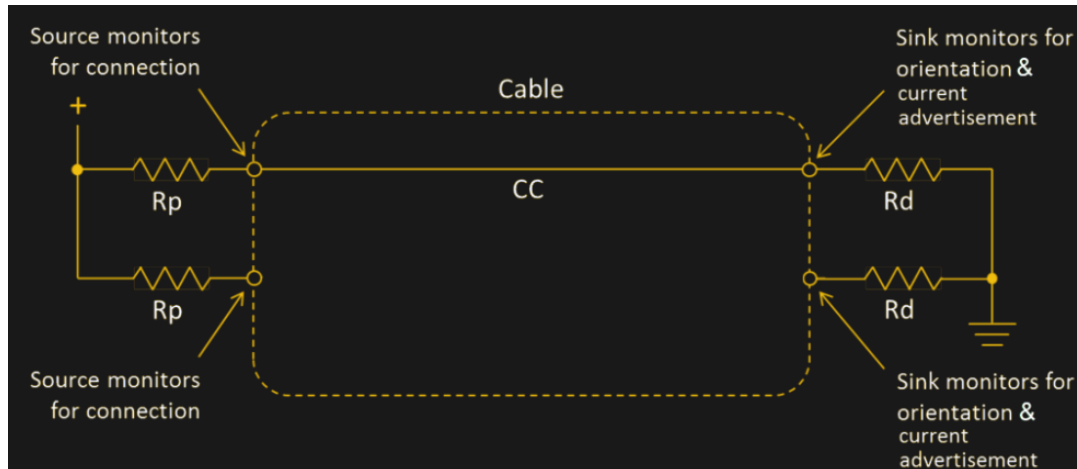 Source monitors
for connection
Sink monitors for
orientation &
current
advertisement
Cable
+
Rp
CC
Rd
Rp
Rd
Source monitors
for connection
Sink monitors for
orientation &
current
advertisement